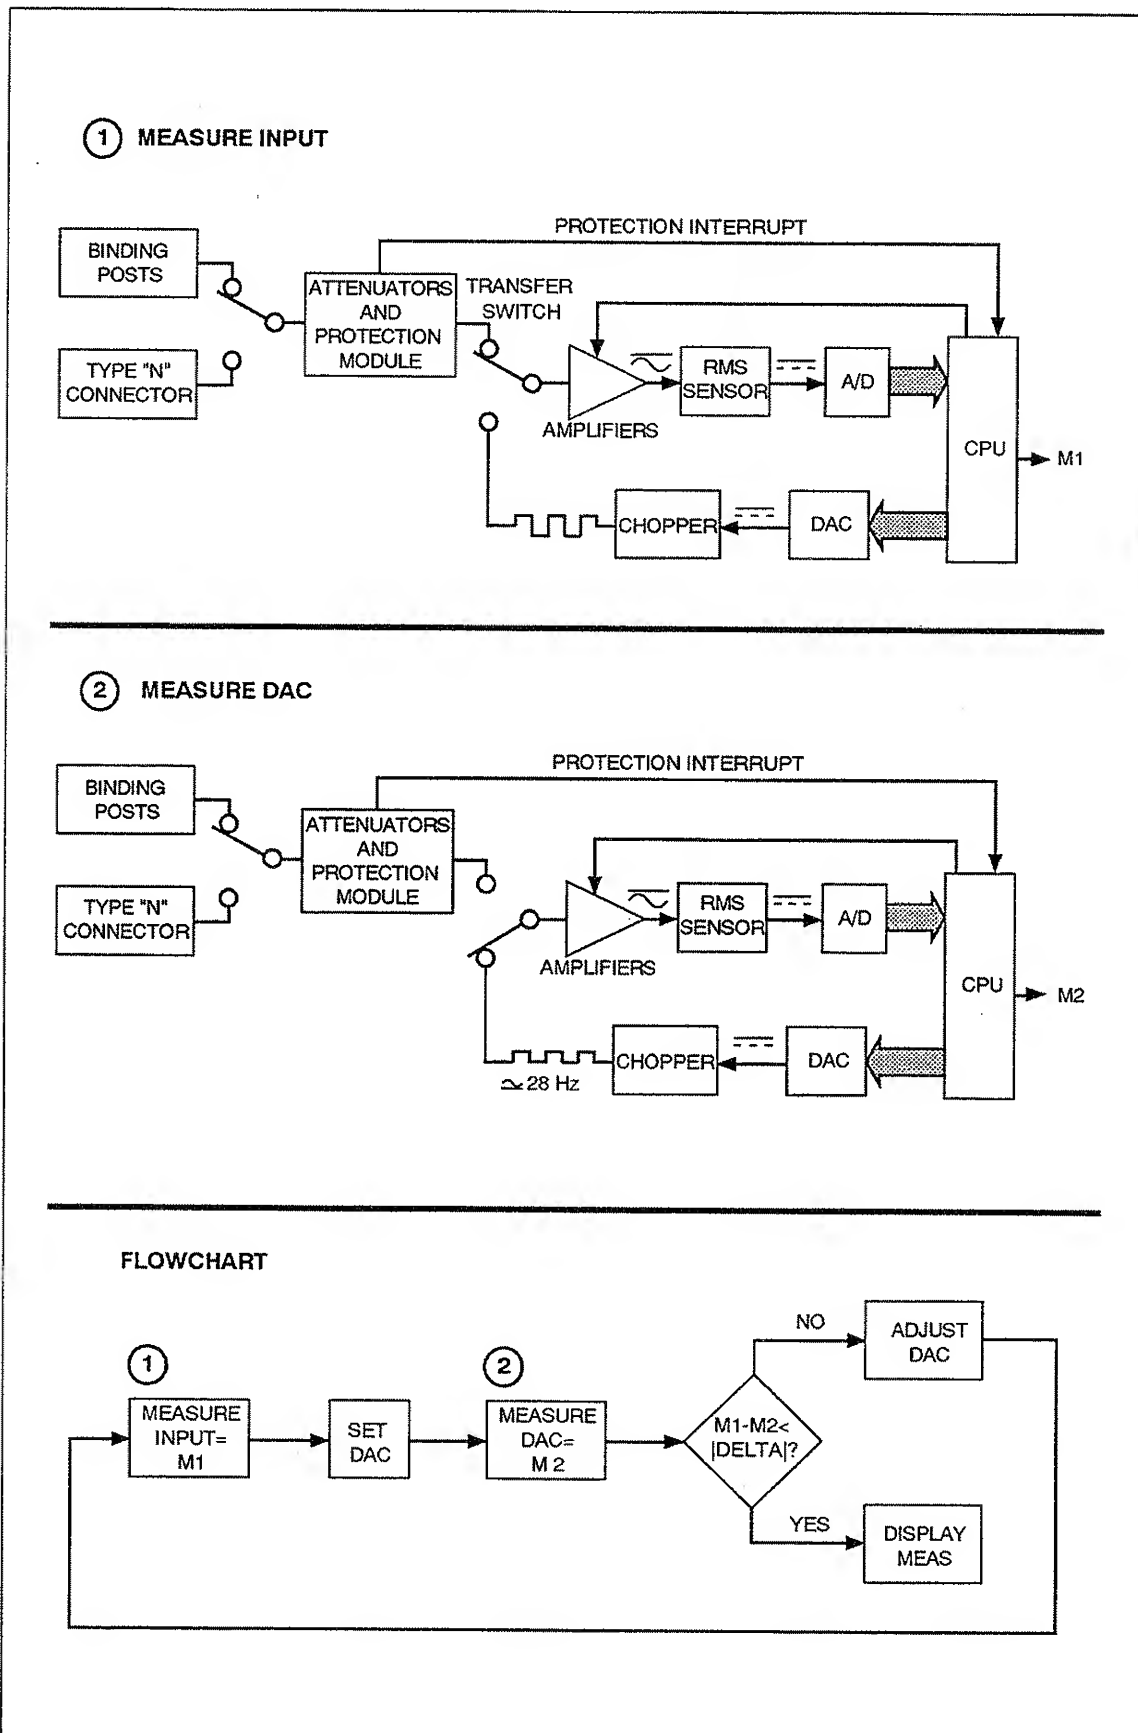 1 MEASURE INPUT
PROTECTION INTERRUPT
BINDING
POSTS
ATTENUATORS
AND
PROTECTION
MODULE
TRANSFER
SWITCH
TYPE "N"
CONNECTOR
AMPLIFIERS
RMS
SENSOR
A/D
CPU
M1
CHOPPER
DAC
2 MEASURE DAC
PROTECTION INTERRUPT
BINDING
POSTS
ATTENUATORS
AND
PROTECTION
MODULE
TYPE "N"
CONNECTOR
AMPLIFIERS
RMS
SENSOR
A/D
CPU
M2
CHOPPER
DAC
≃ 28 Hz
FLOWCHART
1
MEASURE
INPUT=
M1
SET
DAC
2
MEASURE
DAC=
M 2
M1-M2<
|DELTA|?
NO
ADJUST
DAC
YES
DISPLAY
MEAS